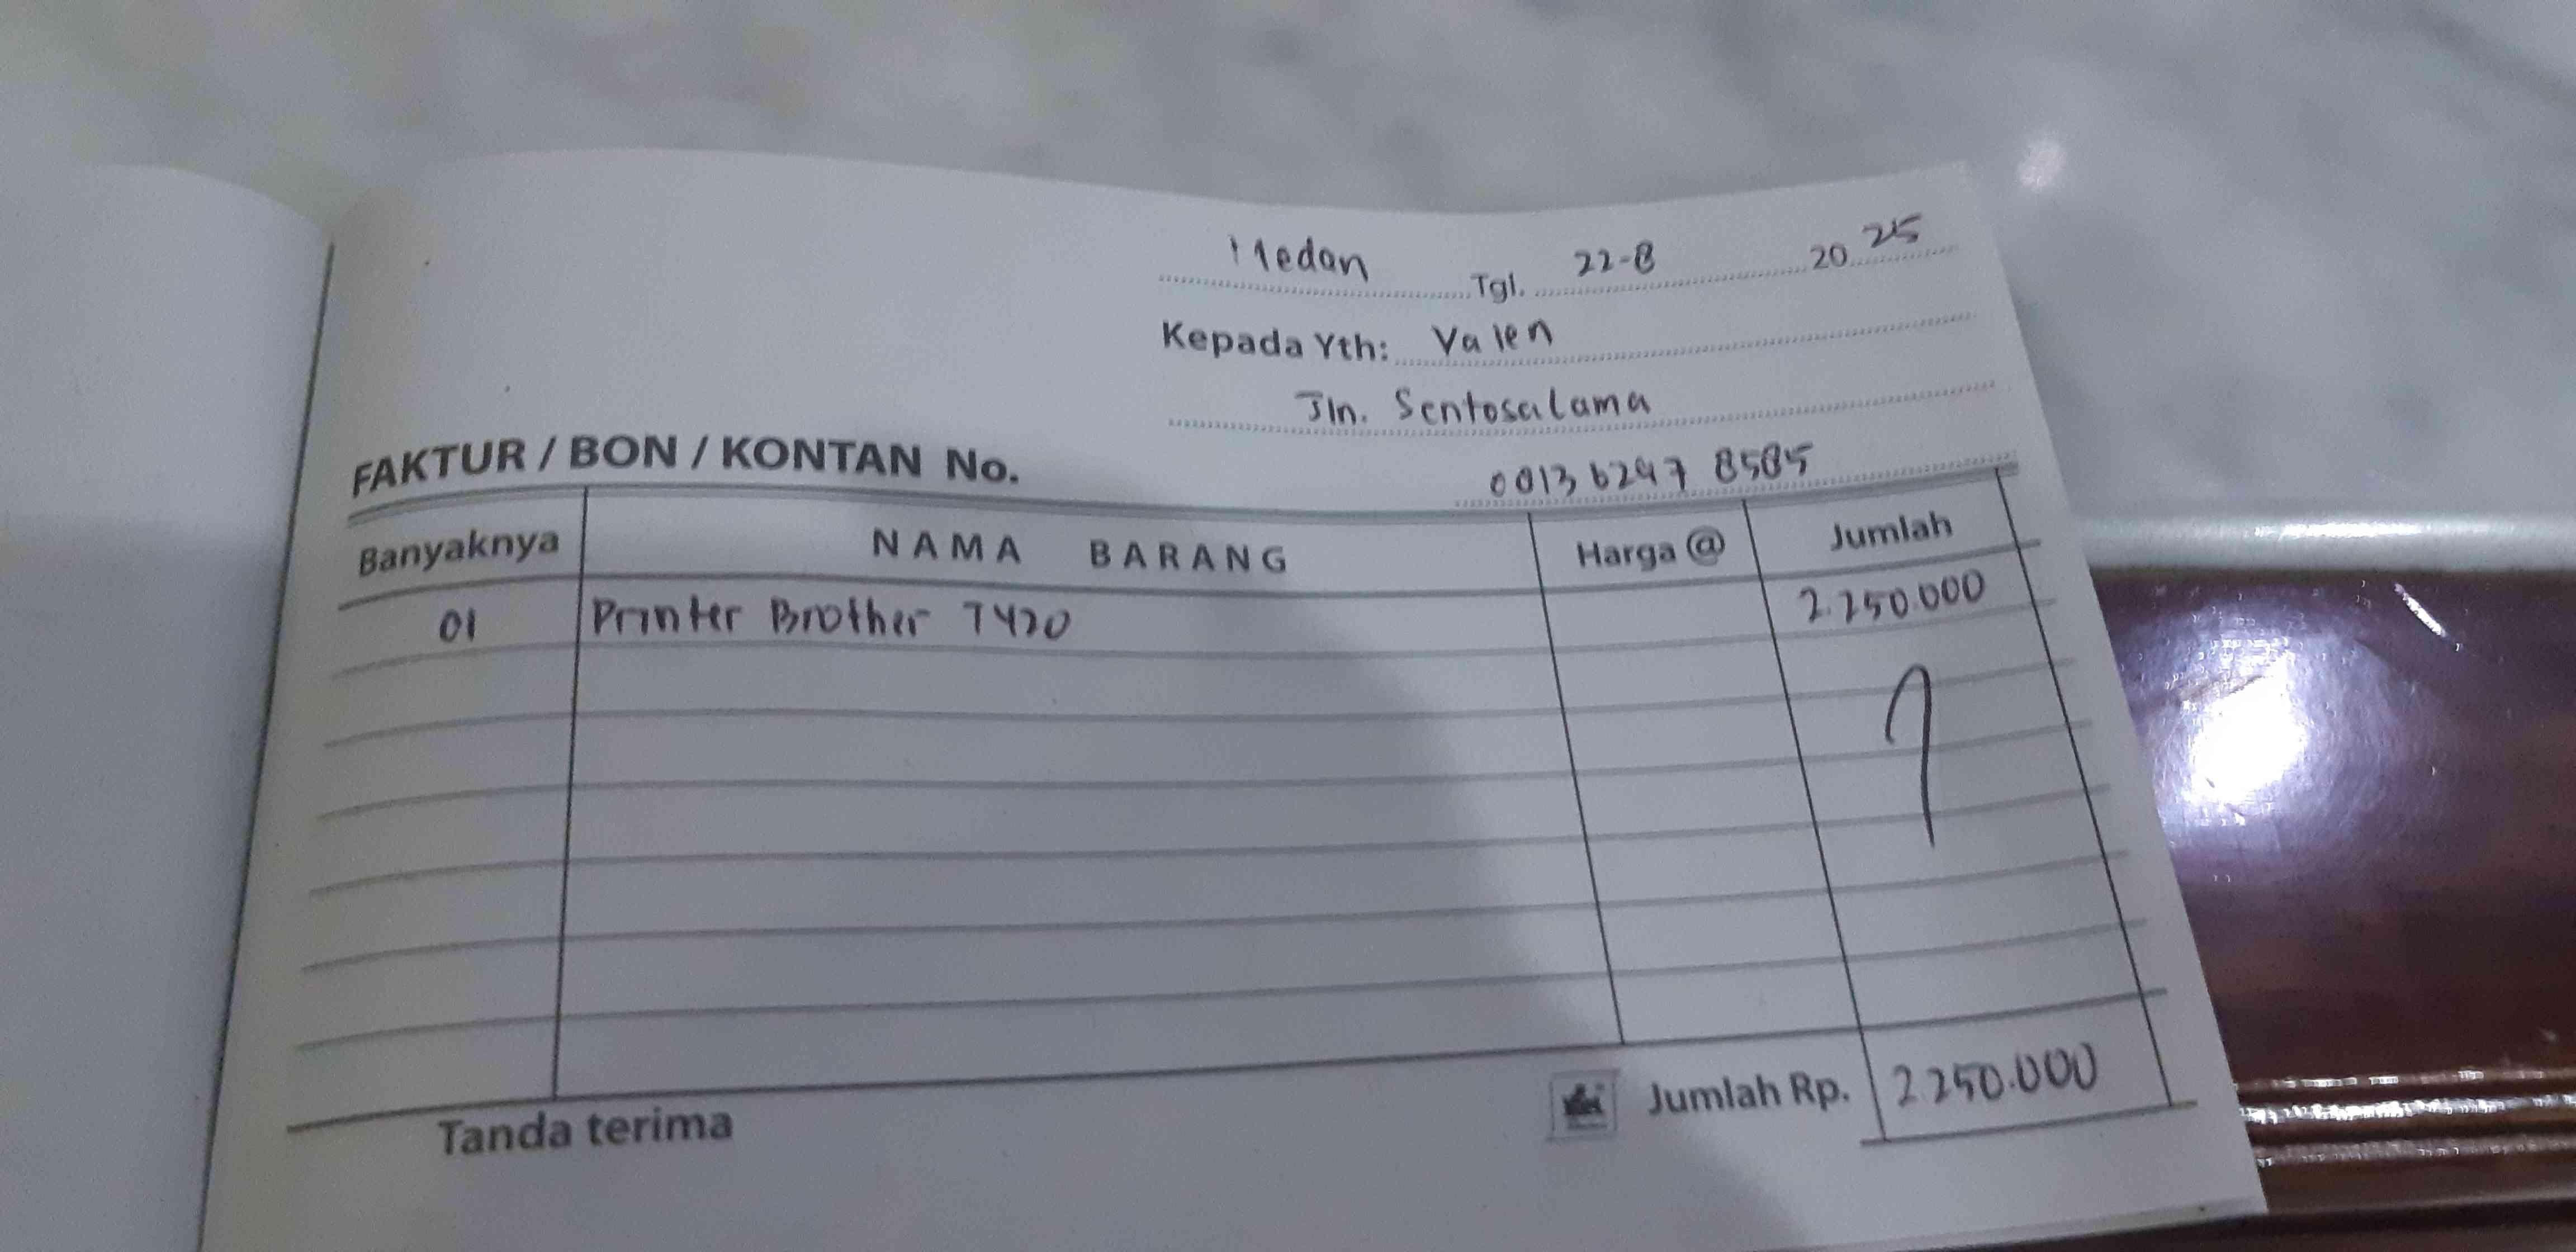 Medan Tgl. 22-8 2025
Kepada Yth: Valen
Jln. Sentosa Lama
FAKTUR / BON / KONTAN No.
0813 6297 8585
Banyaknya NAMA BARANG Harga @ Jumlah
01 Printer Brother T420 2.250.000
Tanda terima Jumlah Rp. 2.250.000